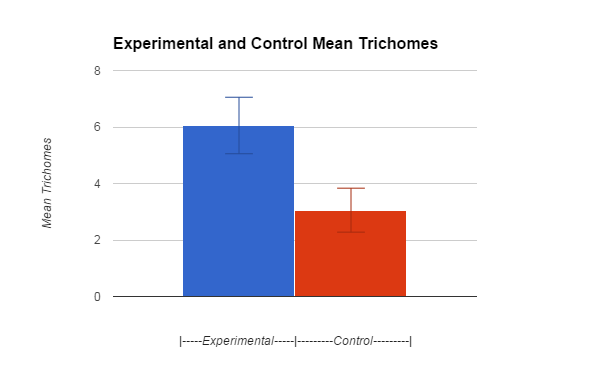 Experimental and Control Mean Trichomes
8
6
4
2
0
Mean Trichomes
|-----Experimental-----|---------Control---------|